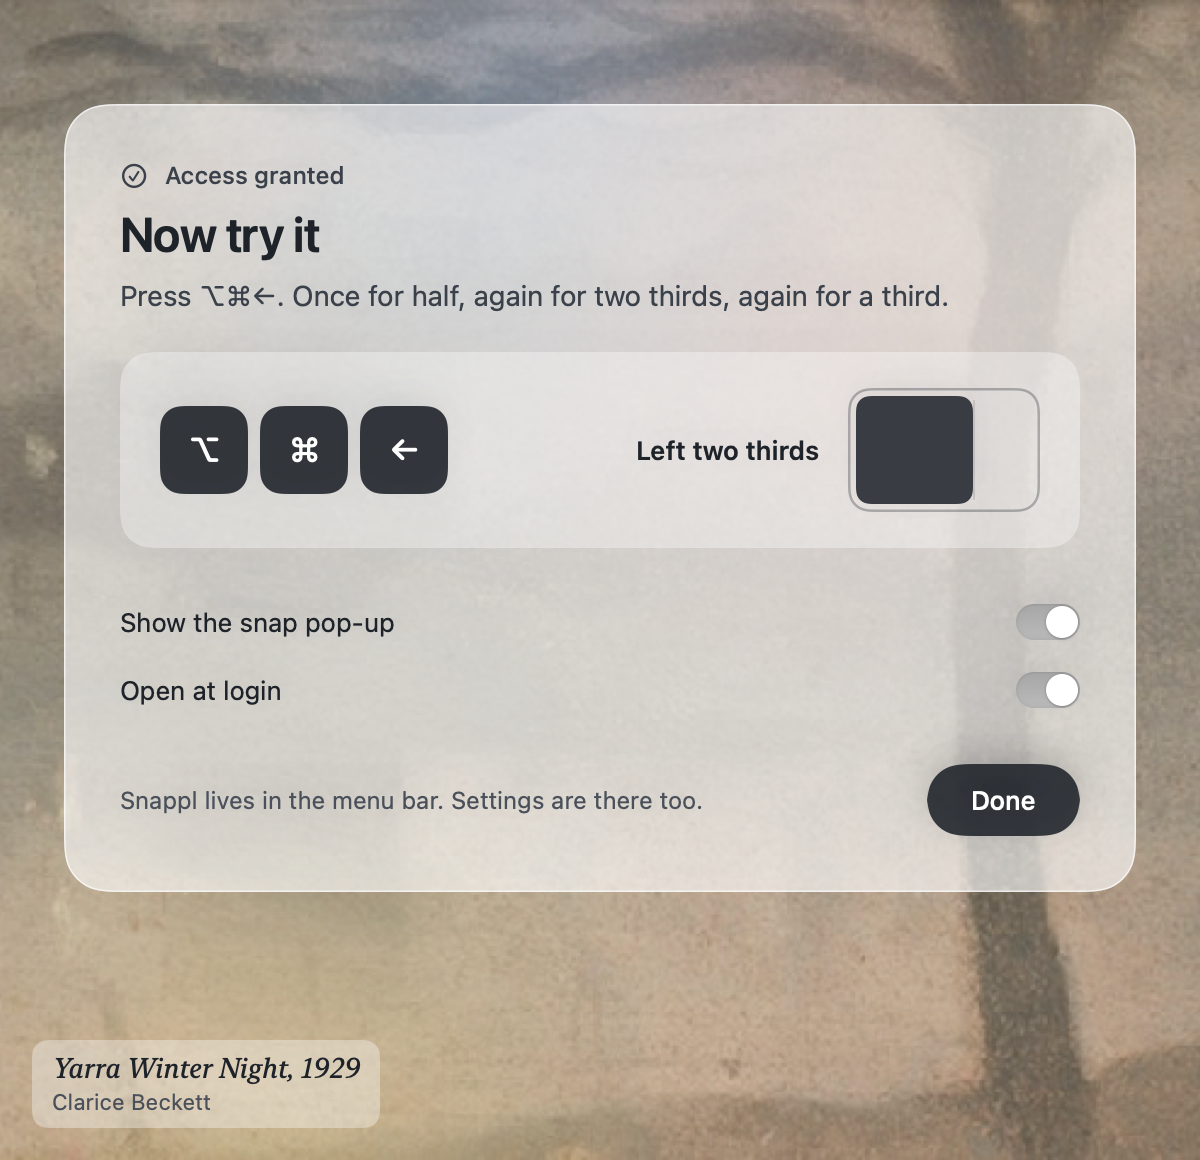 Access granted
Now try it
Press ⌥⌘←. Once for half, again for two thirds, again for a third.
⌥ ⌘ ← Left two thirds
Show the snap pop-up
Open at login
Snappl lives in the menu bar. Settings are there too. Done
Yarra Winter Night, 1929
Clarice Beckett